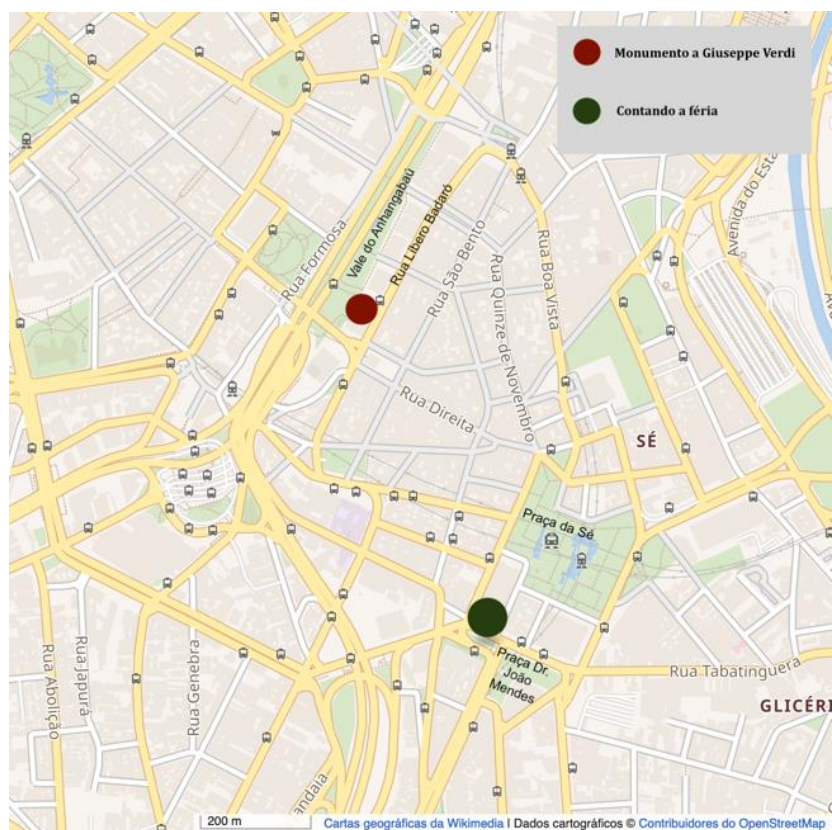 Monumento a Giuseppe Verdi
Contando a féria
Avenida do Esta
Vale do Anhangabaú
Rua Formosa
Rua Líbero Badaró
Rua São Bento
Rua Boa Vista
Rua Quinze de Novembro
Rua Direita
SÉ
Praça da Sé
Praça Dr.
João
Mendes
Rua Tabatinguera
GLICÉRI
Rua Abolição
Rua Japurá
Rua Genebra
andaia
200 m
Cartas geográficas da Wikimedia | Dados cartográficos © Contribuidores do OpenStreetMap